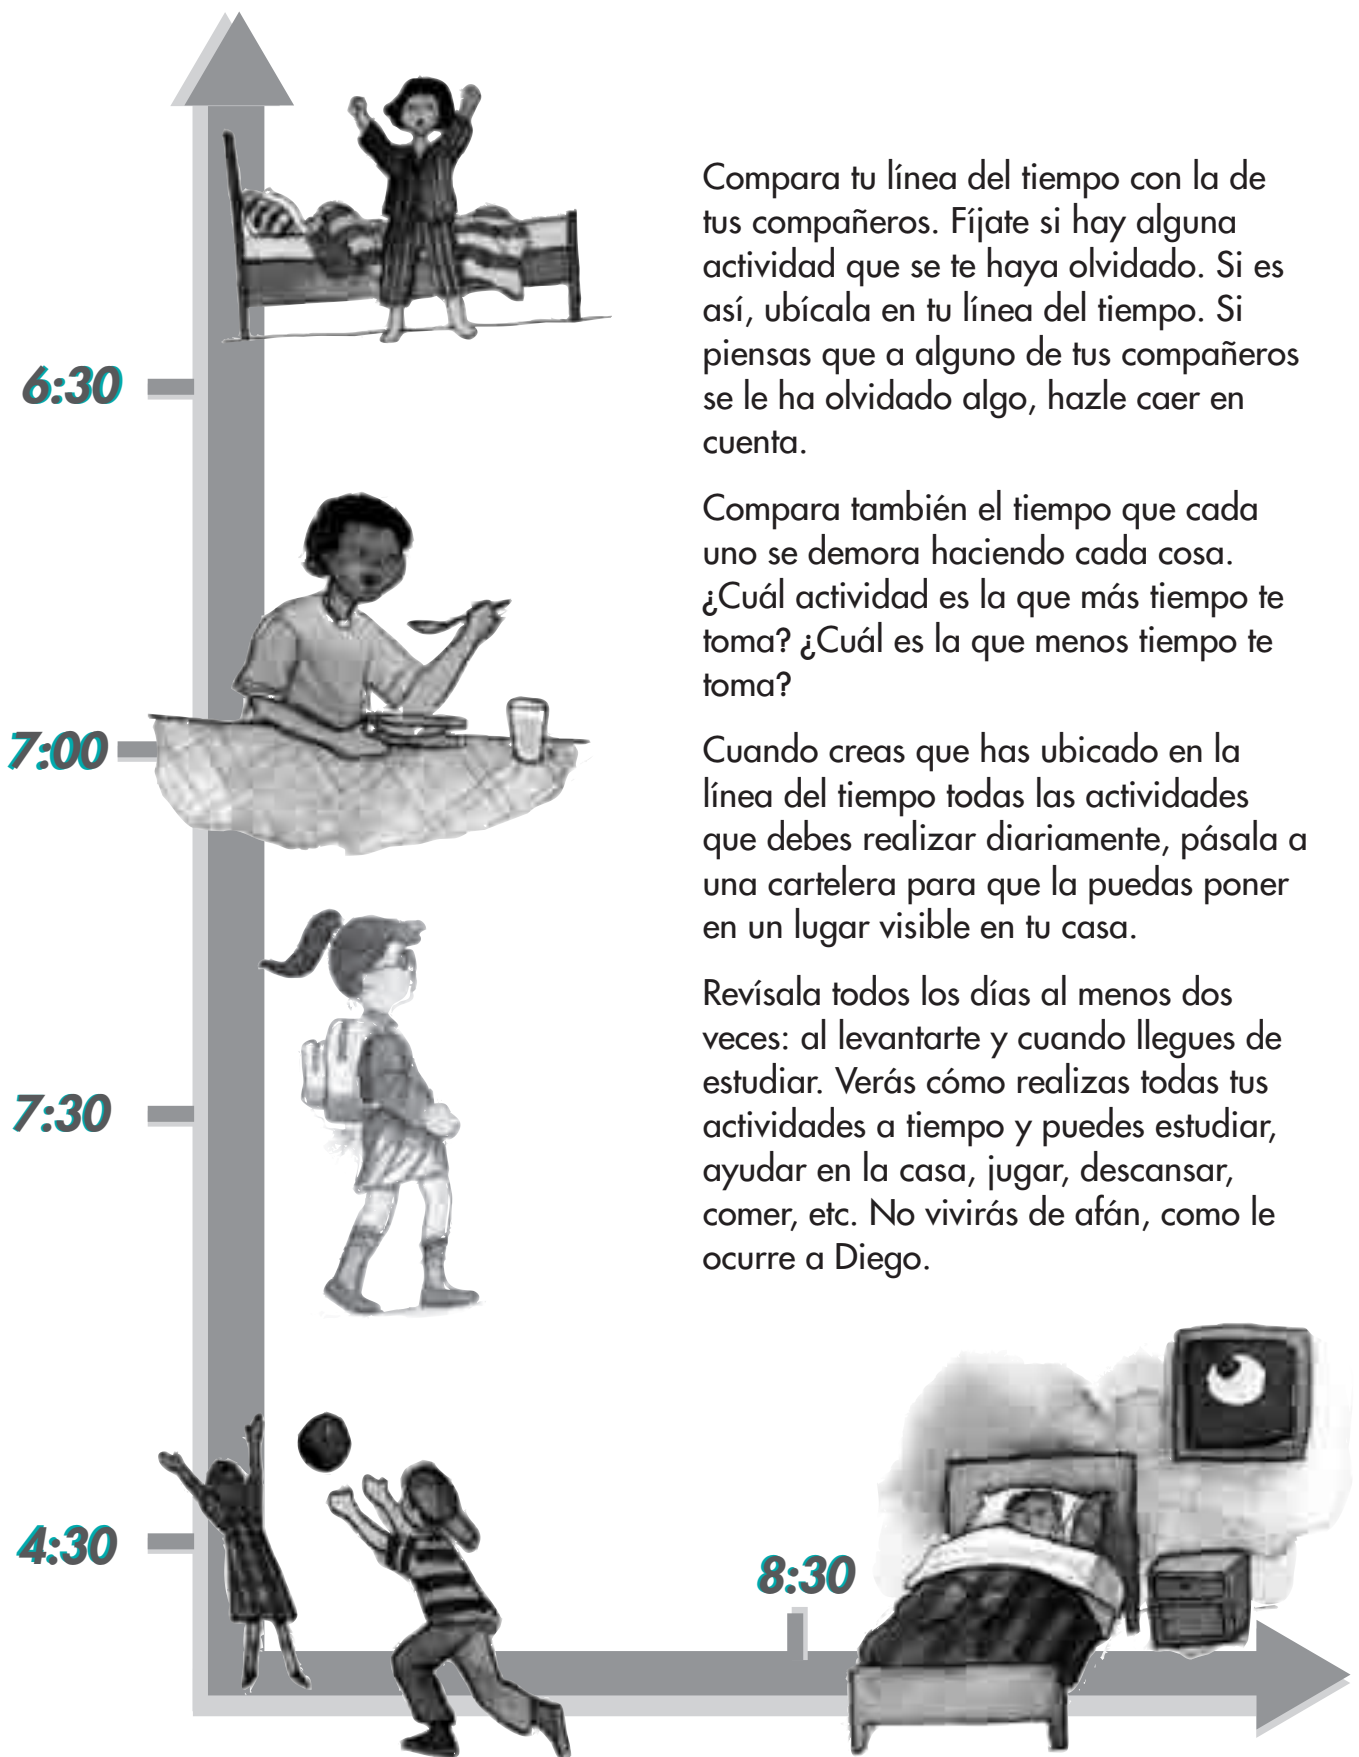 Compara tu línea del tiempo con la de
tus compañeros. Fíjate si hay alguna
actividad que se te haya olvidado. Si es
así, ubícala en tu línea del tiempo. Si
piensas que a alguno de tus compañeros
se le ha olvidado algo, hazle caer en
cuenta.
Compara también el tiempo que cada
uno se demora haciendo cada cosa.
¿Cuál actividad es la que más tiempo te
toma? ¿Cuál es la que menos tiempo te
toma?
Cuando creas que has ubicado en la
línea del tiempo todas las actividades
que debes realizar diariamente, pásala a
una cartelera para que la puedas poner
en un lugar visible en tu casa.
Revísala todos los días al menos dos
veces: al levantarte y cuando llegues de
estudiar. Verás cómo realizas todas tus
actividades a tiempo y puedes estudiar,
ayudar en la casa, jugar, descansar,
comer, etc. No vivirás de afán, como le
ocurre a Diego.
6:30
7:00
7:30
4:30
8:30